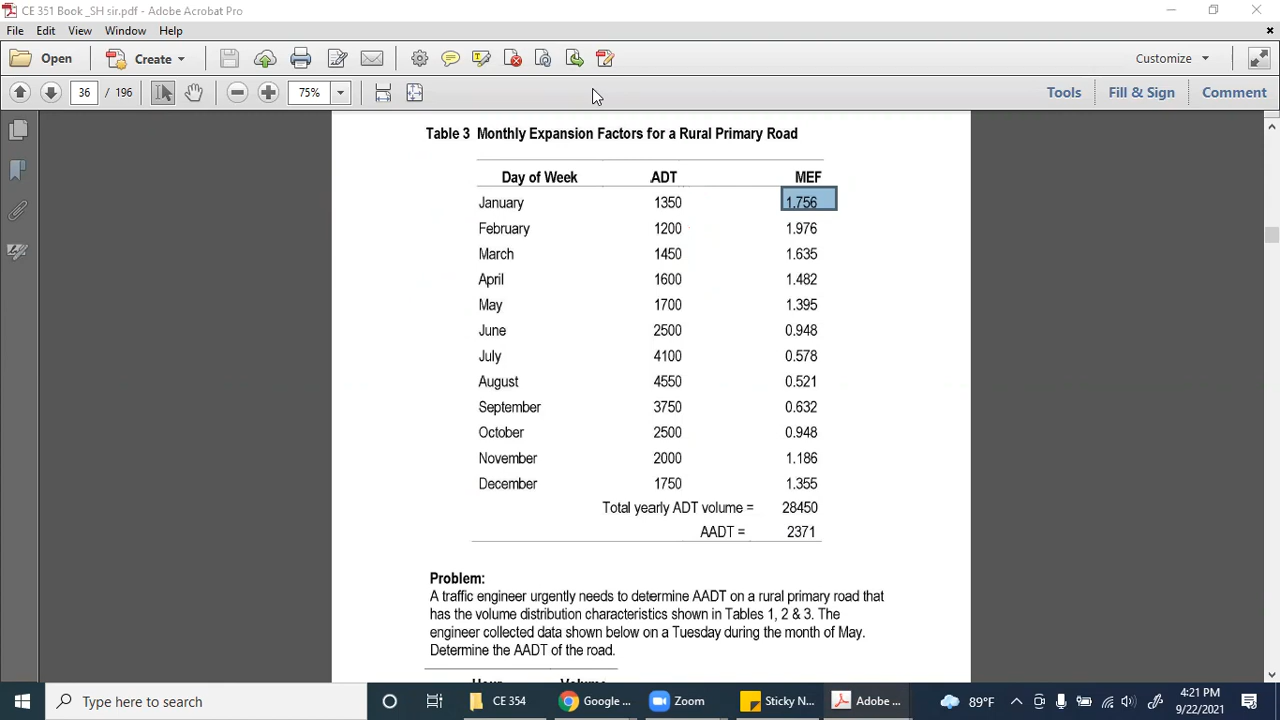 CE 351 Book _SH sir.pdf - Adobe Acrobat Pro
File Edit View Window Help
Open Create Customize
36 / 196 75% Tools Fill & Sign Comment
Table 3 Monthly Expansion Factors for a Rural Primary Road
Day of Week ADT MEF
January 1350 1.756
February 1200 1.976
March 1450 1.635
April 1600 1.482
May 1700 1.395
June 2500 0.948
July 4100 0.578
August 4550 0.521
September 3750 0.632
October 2500 0.948
November 2000 1.186
December 1750 1.355
Total yearly ADT volume = 28450
AADT = 2371
Problem:
A traffic engineer urgently needs to determine AADT on a rural primary road that
has the volume distribution characteristics shown in Tables 1, 2 & 3. The
engineer collected data shown below on a Tuesday during the month of May.
Determine the AADT of the road.
Hour Volume
Type here to search CE 354 Google ... Zoom Sticky N... Adobe ... 89°F 4:21 PM
9/22/2021